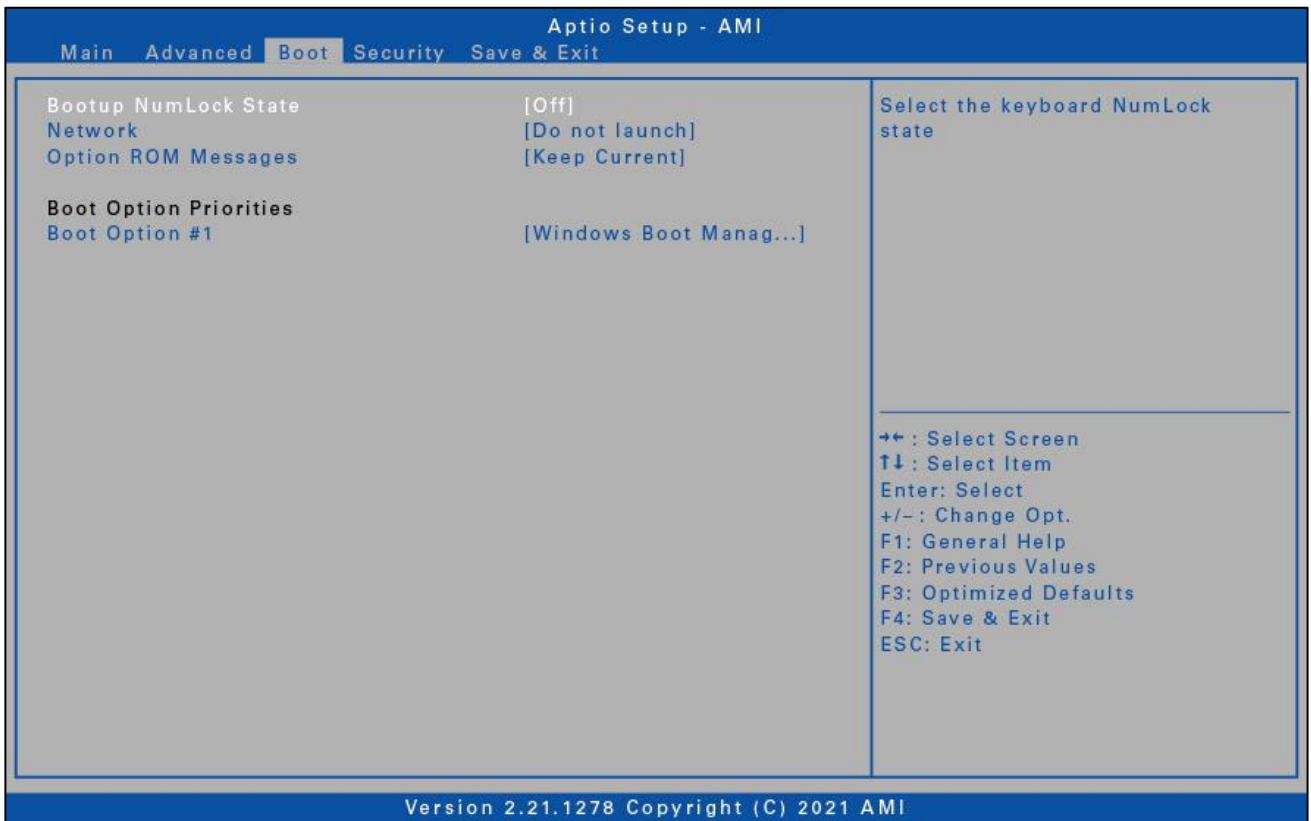 Aptio Setup - AMI
Main Advanced Boot Security Save & Exit
Bootup NumLock State [Off]
Network [Do not launch]
Option ROM Messages [Keep Current]
Boot Option Priorities
Boot Option #1 [Windows Boot Manag...]
Select the keyboard NumLock
state
→← : Select Screen
↑↓ : Select Item
Enter: Select
+/- : Change Opt.
F1: General Help
F2: Previous Values
F3: Optimized Defaults
F4: Save & Exit
ESC: Exit
Version 2.21.1278 Copyright (C) 2021 AMI